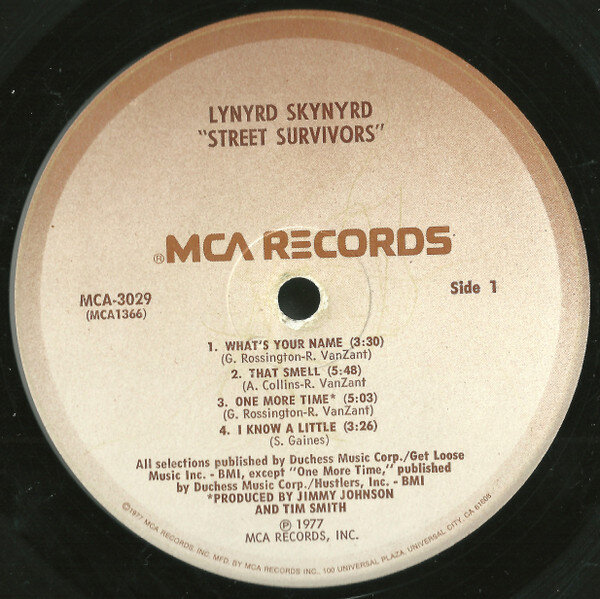 LYNYRD SKYNYRD
"STREET SURVIVORS"
® MCA RECORDS
MCA-3029
(MCA1366)
Side 1
1. WHAT'S YOUR NAME (3:30)
(G. Rossington-R. VanZant)
2. THAT SMELL (5:48)
(A. Collins-R. VanZant
3. ONE MORE TIME* (5:03)
(G. Rossington-R. VanZant)
4. I KNOW A LITTLE (3:26)
(S. Gaines)
All selections published by Duchess Music Corp./Get Loose
Music Inc. - BMI, except "One More Time," published
by Duchess Music Corp./Hustlers, Inc. - BMI
*PRODUCED BY JIMMY JOHNSON
AND TIM SMITH
℗ 1977
MCA RECORDS, INC.
©1977 MCA RECORDS, INC. MFD. BY MCA RECORDS INC., 100 UNIVERSAL PLAZA, UNIVERSAL CITY, CA. 91608